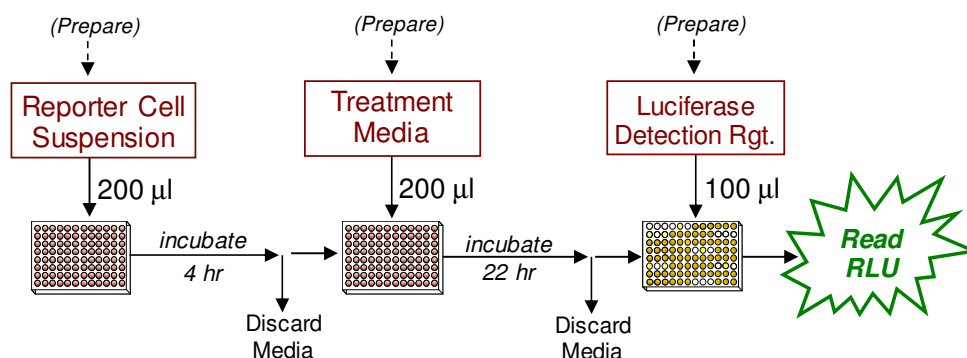 (Prepare)
(Prepare)
(Prepare)
Reporter Cell
Suspension
Treatment
Media
Luciferase
Detection Rgt.
200 µl
200 µl
100 µl
incubate
4 hr
incubate
22 hr
Read
RLU
Discard
Media
Discard
Media